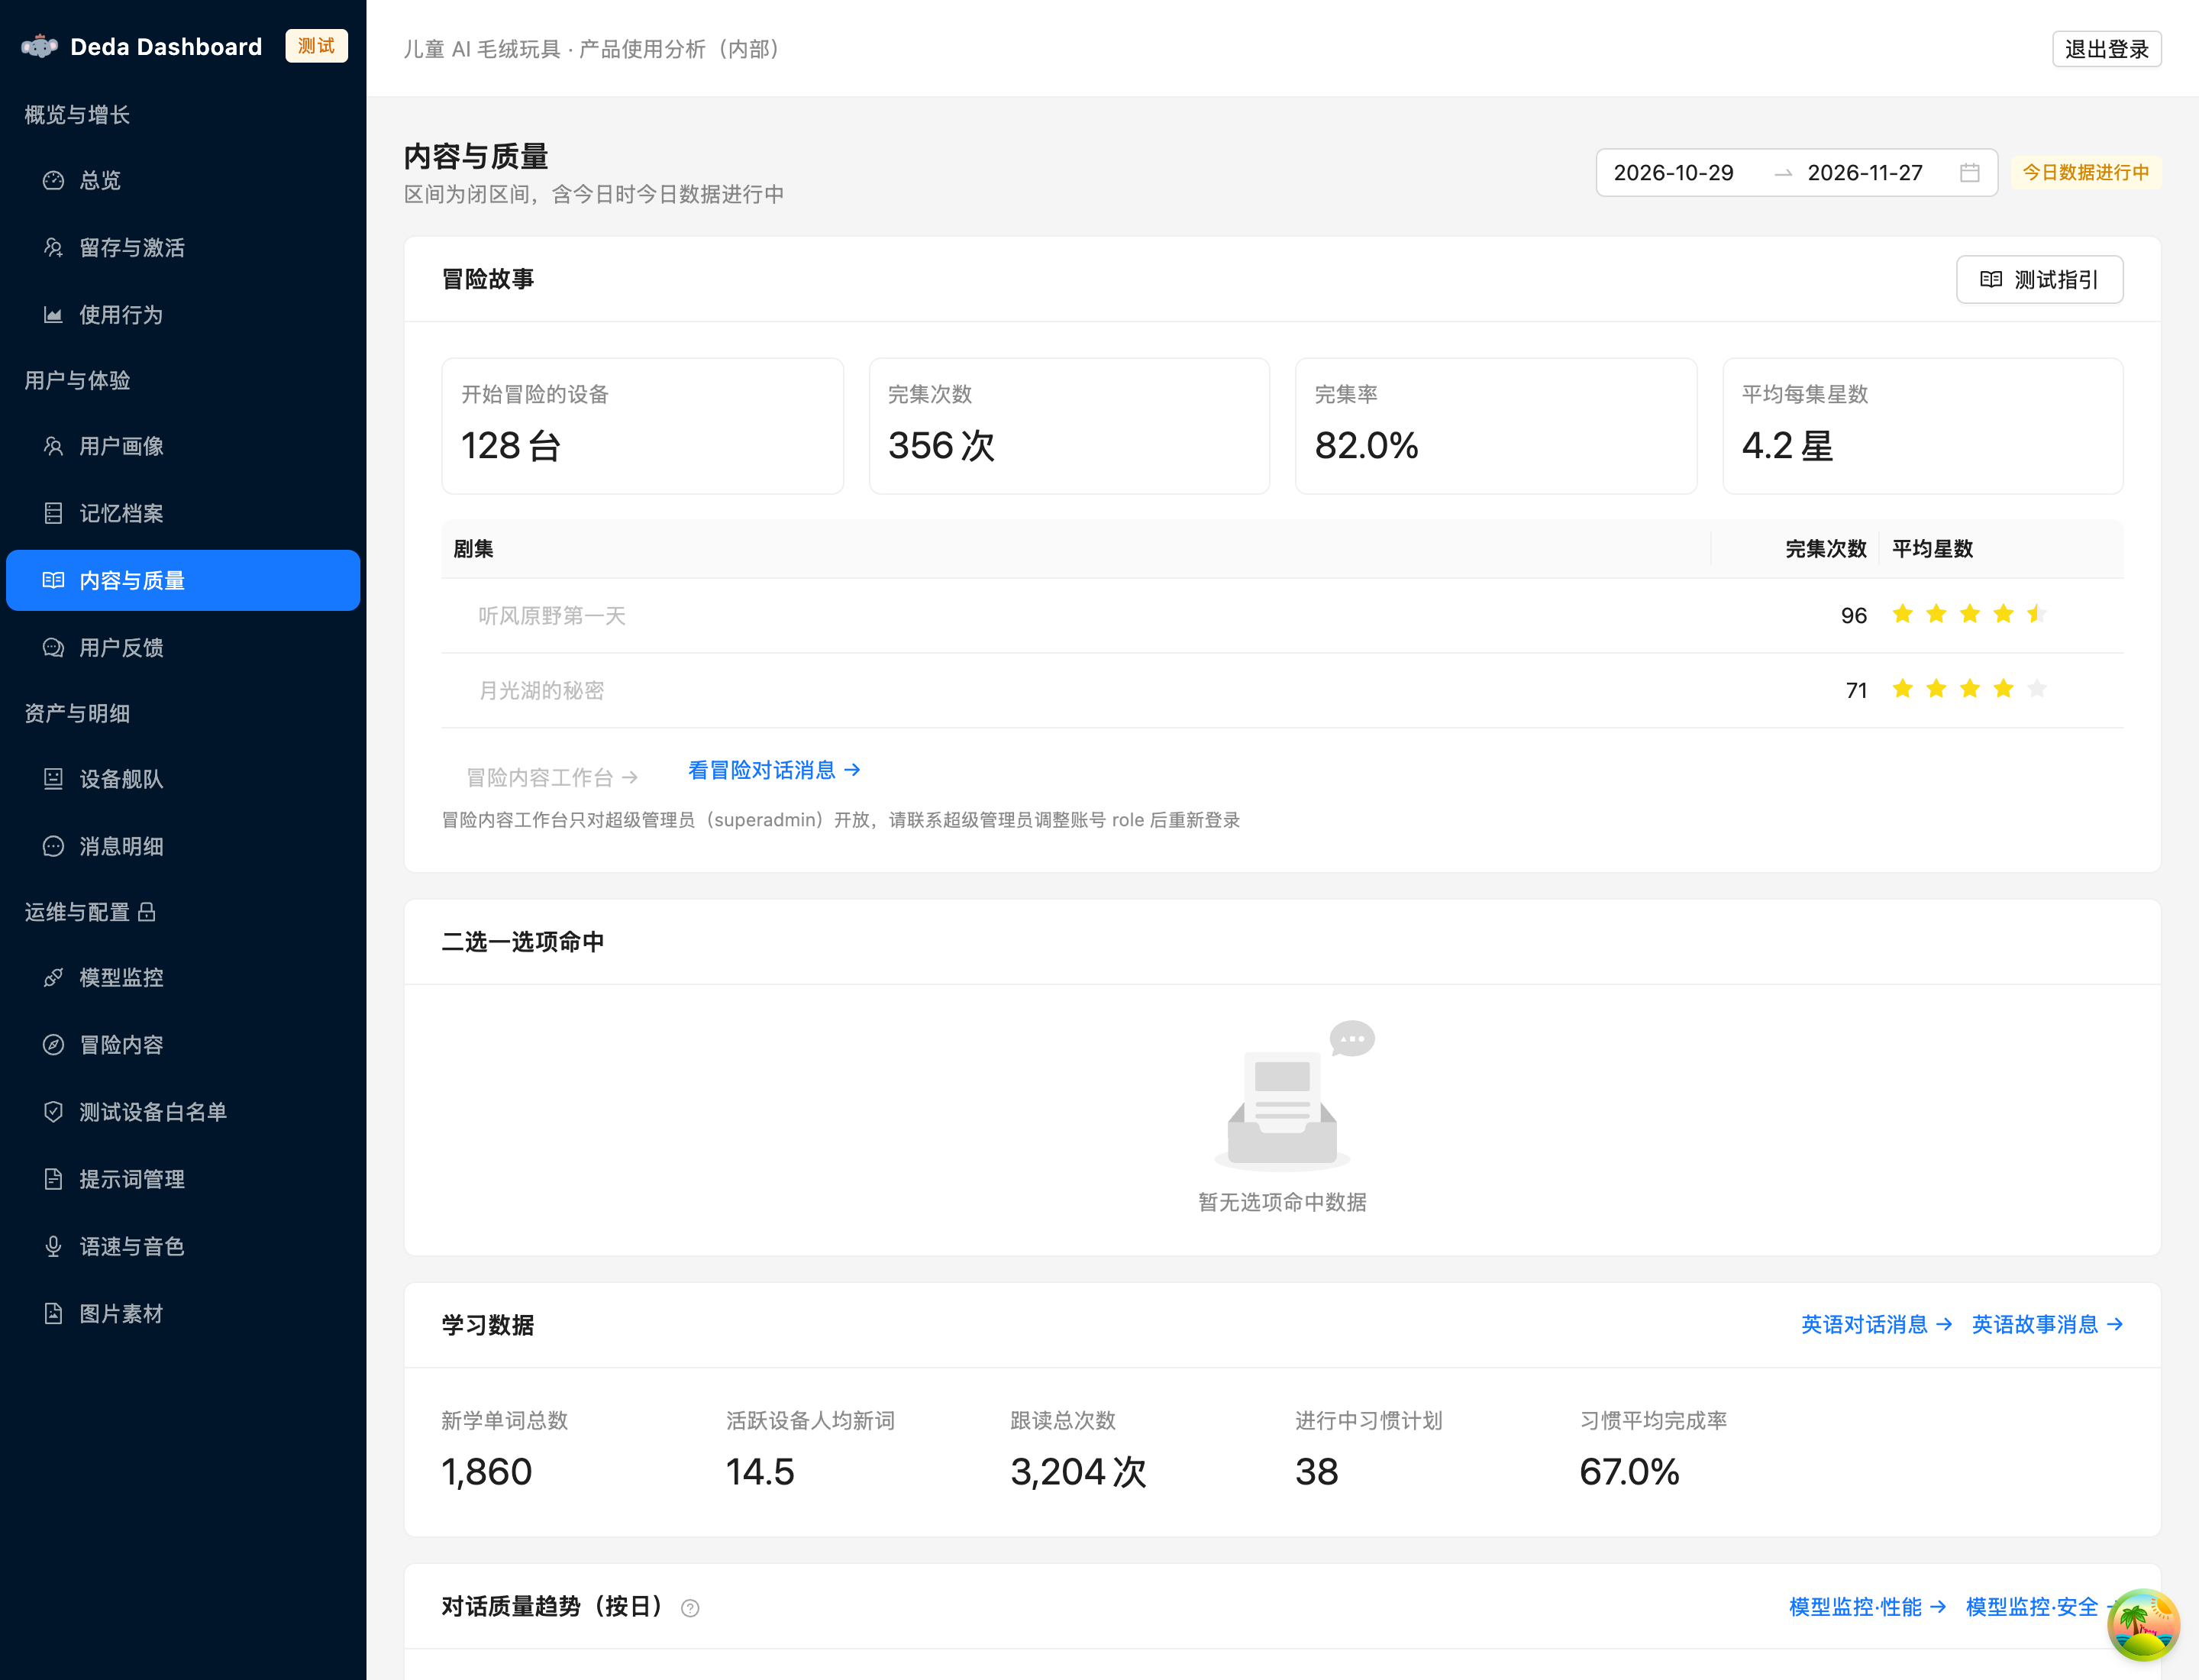 Deda Dashboard 测试
概览与增长
总览
留存与激活
使用行为
用户与体验
用户画像
记忆档案
内容与质量
用户反馈
资产与明细
设备舰队
消息明细
运维与配置
模型监控
冒险内容
测试设备白名单
提示词管理
语速与音色
图片素材
儿童 AI 毛绒玩具 · 产品使用分析（内部）
退出登录
内容与质量
区间为闭区间，含今日时今日数据进行中
2026-10-29 → 2026-11-27
今日数据进行中
冒险故事
测试指引
开始冒险的设备
128 台
完集次数
356 次
完集率
82.0%
平均每集星数
4.2 星
剧集 完集次数 平均星数
听风原野第一天 96
月光湖的秘密 71
冒险内容工作台 → 看冒险对话消息 →
冒险内容工作台只对超级管理员（superadmin）开放，请联系超级管理员调整账号 role 后重新登录
二选一选项命中
暂无选项命中数据
学习数据
英语对话消息 → 英语故事消息 →
新学单词总数
1,860
活跃设备人均新词
14.5
跟读总次数
3,204 次
进行中习惯计划
38
习惯平均完成率
67.0%
对话质量趋势（按日）
模型监控·性能 → 模型监控·安全 →